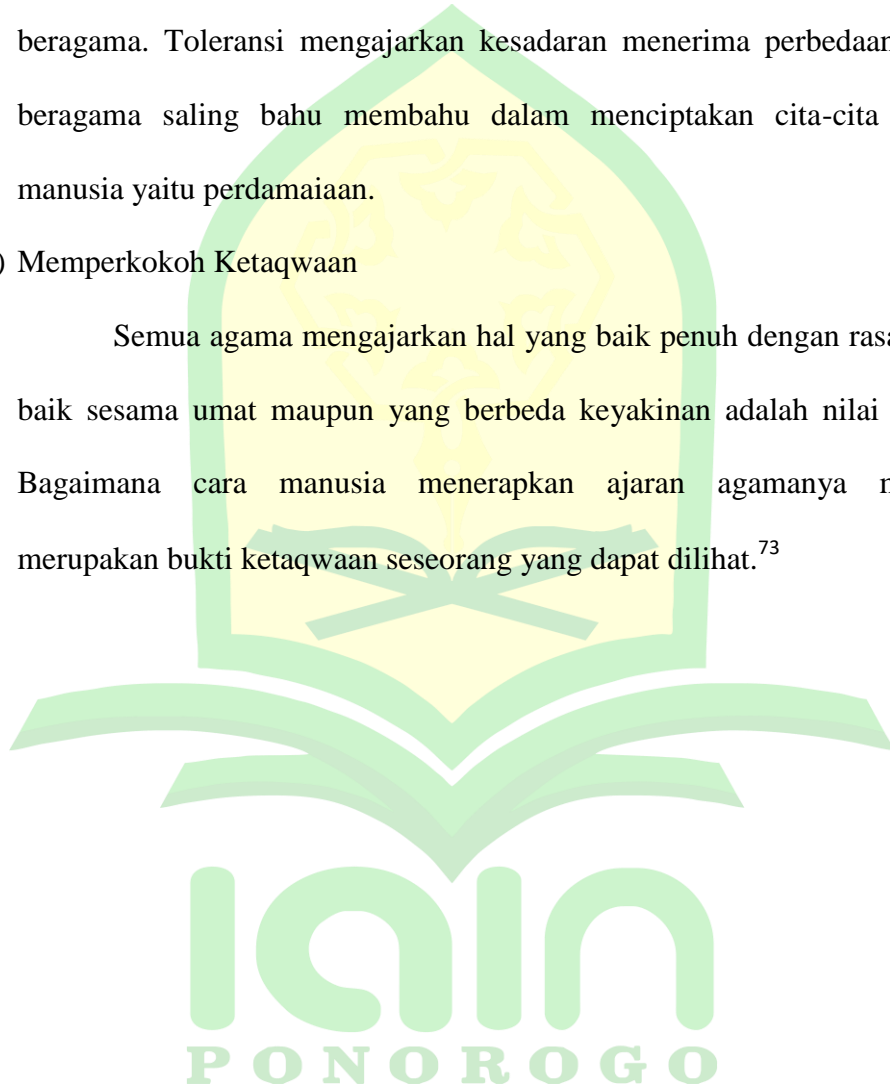 beragama. Toleransi mengajarkan kesadaran menerima perbedaan
beragama saling bahu membahu dalam menciptakan cita-cita
manusia yaitu perdamaiaan.
) Memperkokoh Ketaqwaan
Semua agama mengajarkan hal yang baik penuh dengan rasa
baik sesama umat maupun yang berbeda keyakinan adalah nilai
Bagaimana cara manusia menerapkan ajaran agamanya
merupakan bukti ketaqwaan seseorang yang dapat dilihat.73
iain
PONOROGO